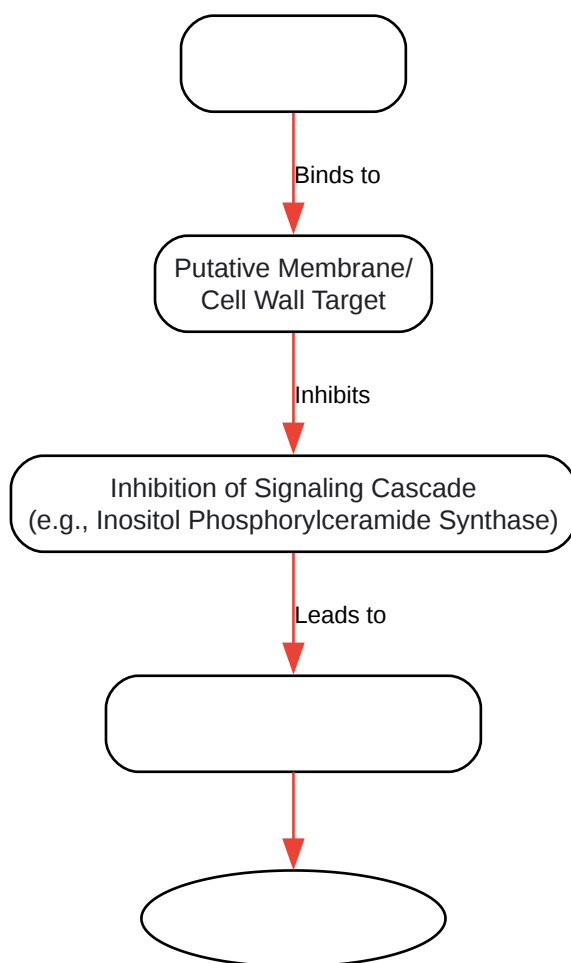 Binds to
Putative Membrane/
Cell Wall Target
Inhibits
Inhibition of Signaling Cascade
(e.g., Inositol Phosphorylceramide Synthase)
Leads to